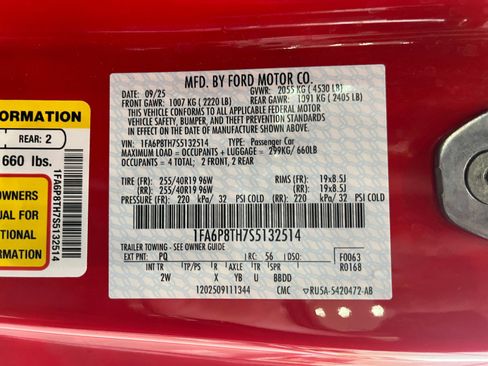 MFD. BY FORD MOTOR CO.
DATE: 09/25 GVWR: 2055 KG ( 4530 LB)
FRONT GAWR: 1007 KG ( 2220 LB) REAR GAWR: 1091 KG ( 2405 LB)
THIS VEHICLE CONFORMS TO ALL APPLICABLE FEDERAL MOTOR
VEHICLE SAFETY, BUMPER, AND THEFT PREVENTION STANDARDS
IN EFFECT ON THE DATE OF MANUFACTURE SHOWN ABOVE.
VIN: 1FA6P8TH7S5132514 TYPE: Passenger Car
MAXIMUM LOAD = OCCUPANTS + LUGGAGE = 299KG/ 660LB
OCCUPANTS = 4 TOTAL: 2 FRONT, 2 REAR
TIRE (FR): 255/40R19 96W RIMS (FR): 19x8.5J
(RR): 255/40R19 96W (RR): 19x8.5J
PRESSURE (FR): 220 kPa/ 32 PSI COLD (RR): 220 kPa/ 32 PSI COLD
1FA6P8TH7S5132514
TRAILER TOWING - SEE OWNER GUIDE
EXT PNT: PQ RC: 56 DSO: F0063
R0168
INT TR TP/PS R AXLE TR SPR
2W X YB U BBDD
1202509111344 CMC RU5A-5420472-AB
FORMATION
REAR: 2
660 lbs.
OWNERS
UAL FOR
TIONAL
MATION
1FA6P8TH7S5132514